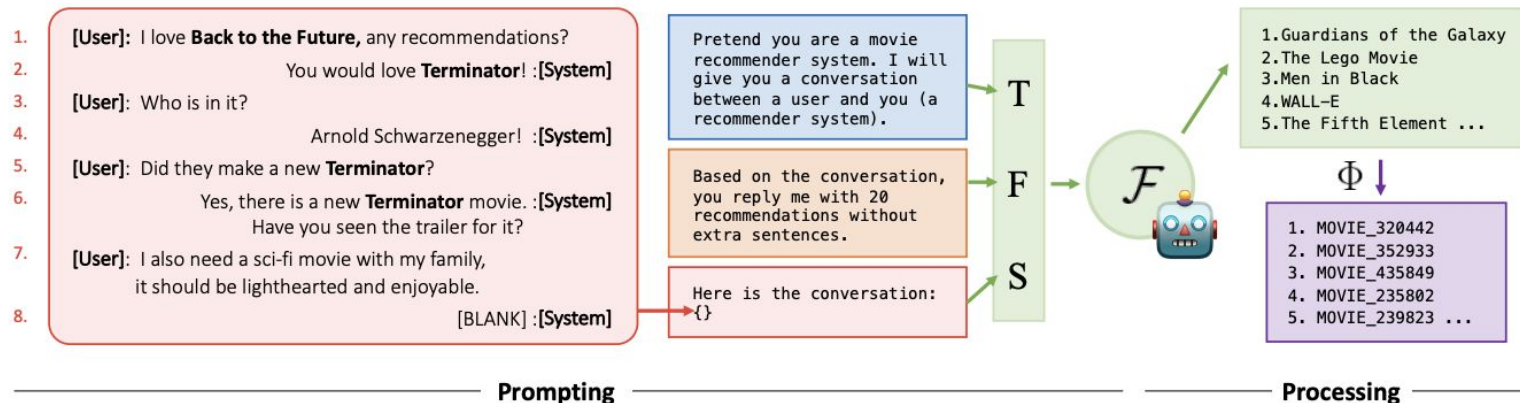 1. [User]: I love Back to the Future, any recommendations?
2. You would love Terminator! :[System]
3. [User]: Who is in it?
4. Arnold Schwarzenegger! :[System]
5. [User]: Did they make a new Terminator?
6. Yes, there is a new Terminator movie. :[System]
Have you seen the trailer for it?
7. [User]: I also need a sci-fi movie with my family,
it should be lighthearted and enjoyable.
8. [BLANK] :[System]
Pretend you are a movie
recommender system. I will
give you a conversation
between a user and you (a
recommender system).
Based on the conversation,
you reply me with 20
recommendations without
extra sentences.
Here is the conversation:
{}
T
F
S
F
1.Guardians of the Galaxy
2.The Lego Movie
3.Men in Black
4.WALL-E
5.The Fifth Element ...
Φ
1. MOVIE_320442
2. MOVIE_352933
3. MOVIE_435849
4. MOVIE_235802
5. MOVIE_239823 ...
Prompting
Processing